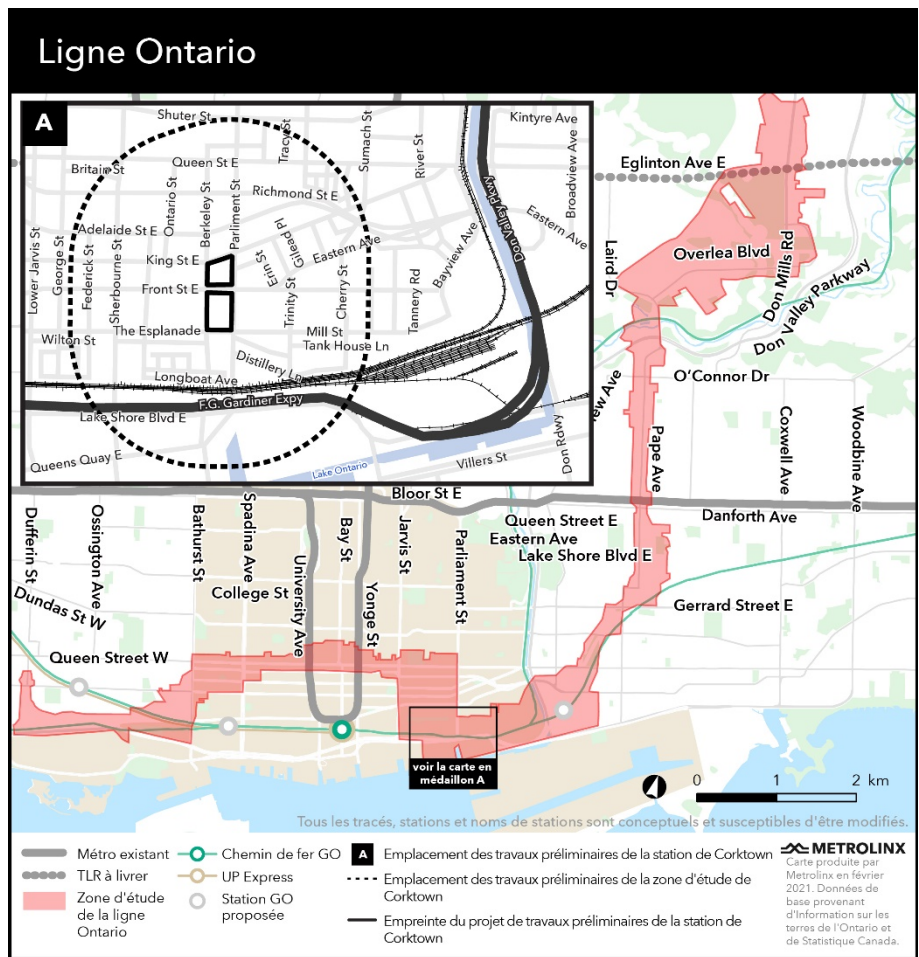 Ligne Ontario
A
Shuter St
Tracy St
Sumach St
River St
Kintyre Ave
Britain St
Queen St E
Richmond St E
Ontario St
Berkeley St
Parliment St
Lower Jarvis St
George St
Federick St
Sherbourne St
Adelaide St E
King St E
Front St E
The Esplanade
Erin St
Gilead Pl
Eastern Ave
Trinity St
Cherry St
Tannery Rd
Bayview Ave
Don Valley Pkwy
Broadview Ave
Eastern Ave
Wilton St
Mill St
Tank House Ln
Distillery Ln
Longboat Ave
F.G. Gardiner Expy
Lake Shore Blvd E
Queens Quay E
Lake Ontario
Villers St
Don Rdwy
Eglinton Ave E
Laird Dr
Overlea Blvd
Don Mills Rd
Don Valley Parkway
O'Connor Dr
ew Ave
Pape Ave
Coxwell Ave
Woodbine Ave
Bloor St E
Danforth Ave
Dufferin St
Ossington Ave
Bathurst St
Spadina Ave
University Ave
Bay St
Yonge St
Jarvis St
Parliament St
Queen Street E
Eastern Ave
Lake Shore Blvd E
College St
Gerrard Street E
Dundas St W
Queen Street W
voir la carte en
médaillon A
0 1 2 km
Tous les tracés, stations et noms de stations sont conceptuels et susceptibles d'être modifiés.
Métro existant
TLR à livrer
Zone d'étude
de la ligne
Ontario
Chemin de fer GO
UP Express
Station GO
proposée
A Emplacement des travaux préliminaires de la station de Corktown
Emplacement des travaux préliminaires de la zone d'étude de
Corktown
Empreinte du projet de travaux préliminaires de la station de
Corktown
METROLINX
Carte produite par
Metrolinx en février
2021. Données de
base provenant
d'Information sur les
terres de l'Ontario et
de Statistique Canada.